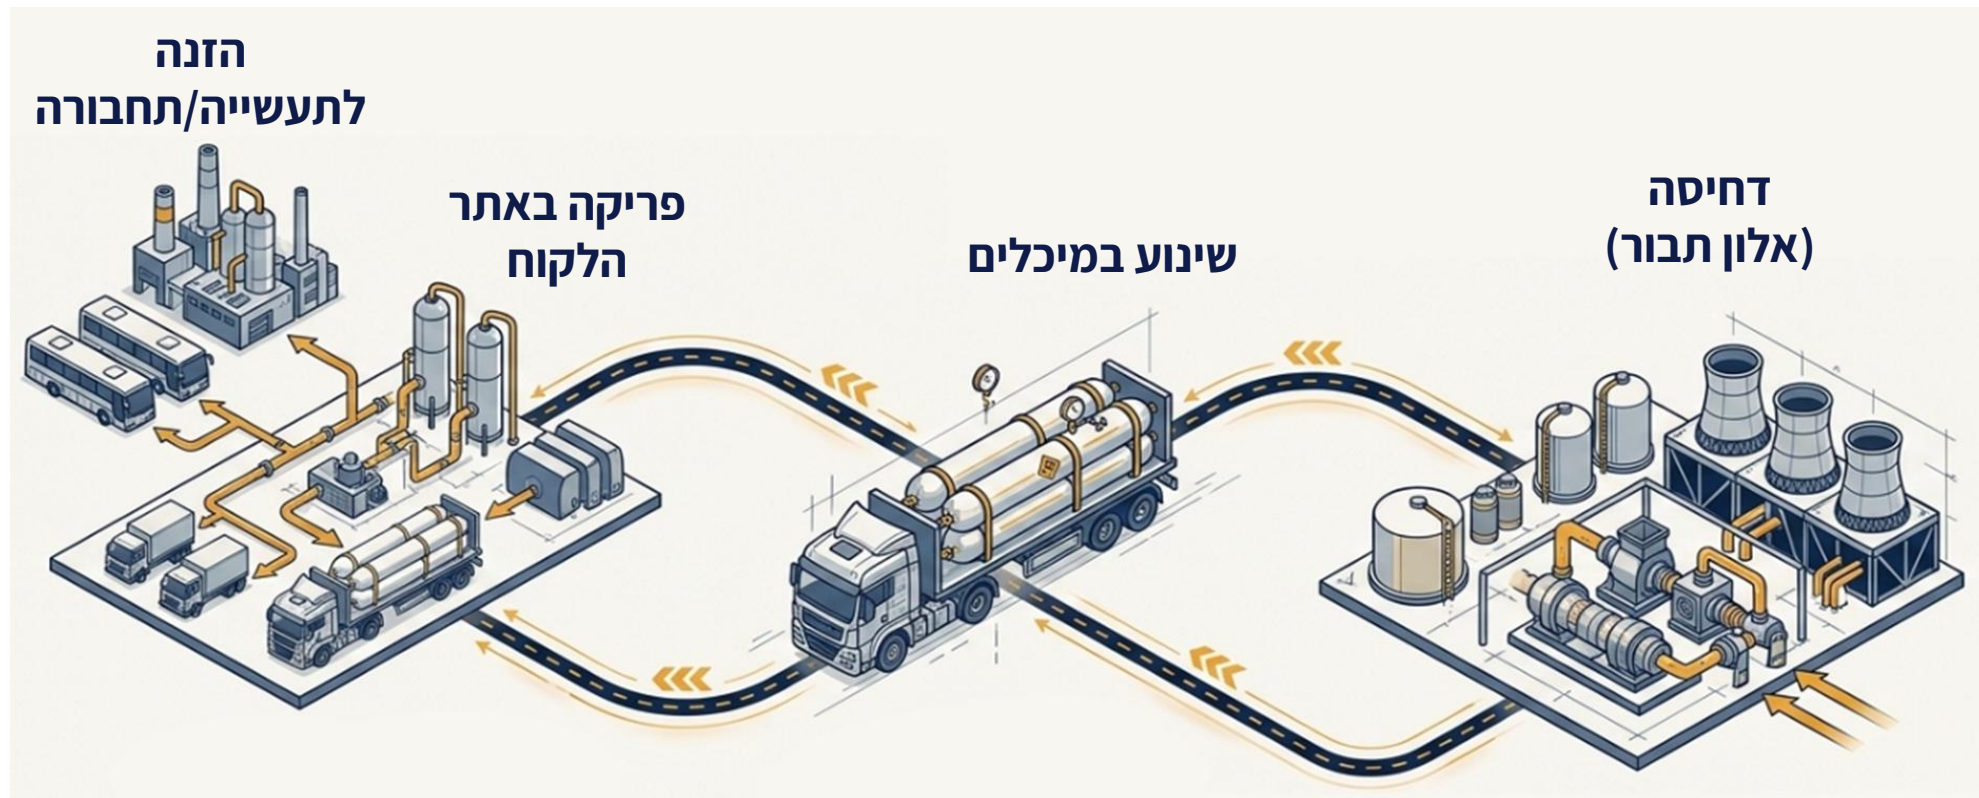 דחיסה
(אלון תבור)
שינוע במיכלים
פריקה באתר
הלקוח
הזנה
לתעשייה/תחבורה